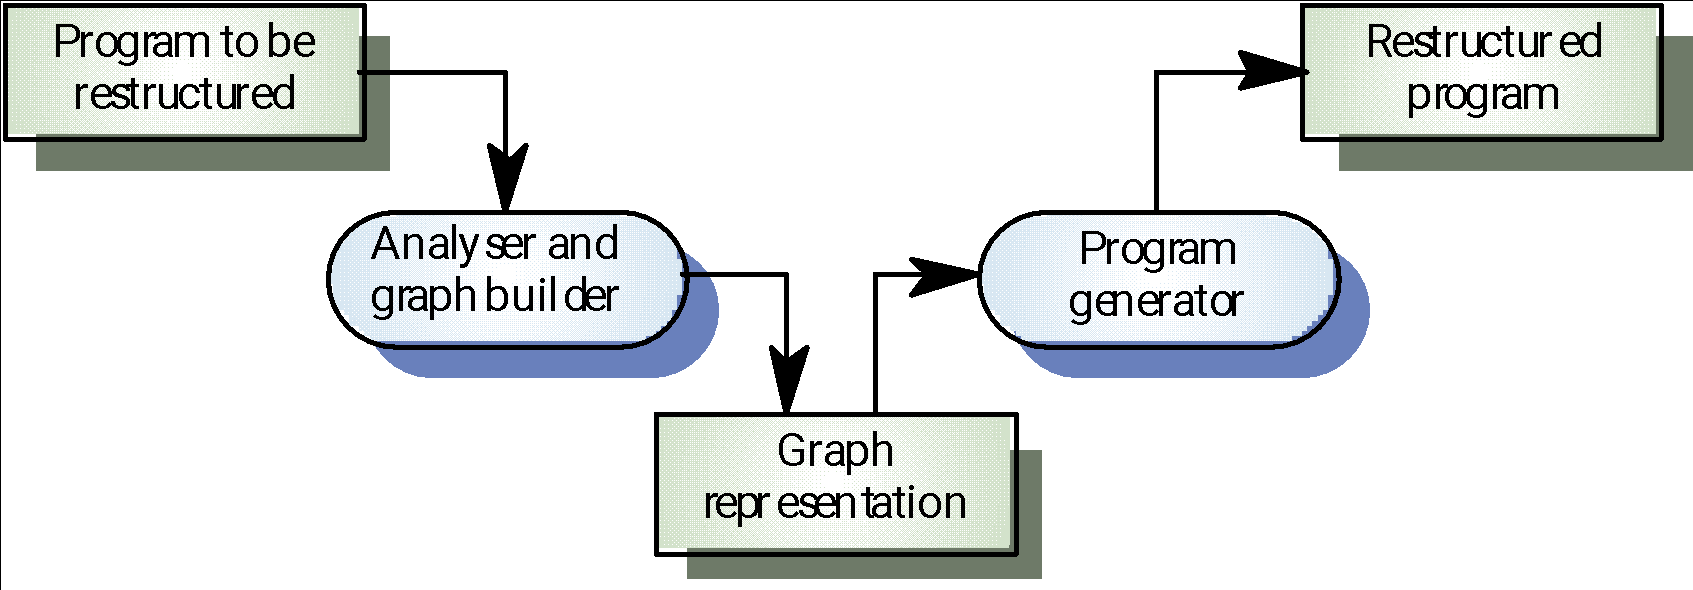 Program to be
restructured
Restructured
program
Analyser and
graph builder
Program
generator
Graph
representation